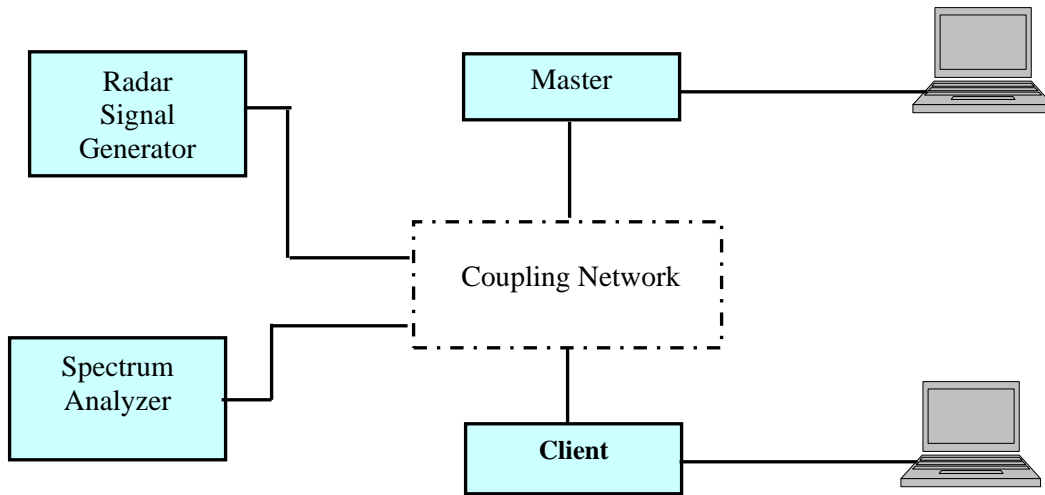 Radar
Signal
Generator
Master
Coupling Network
Spectrum
Analyzer
Client